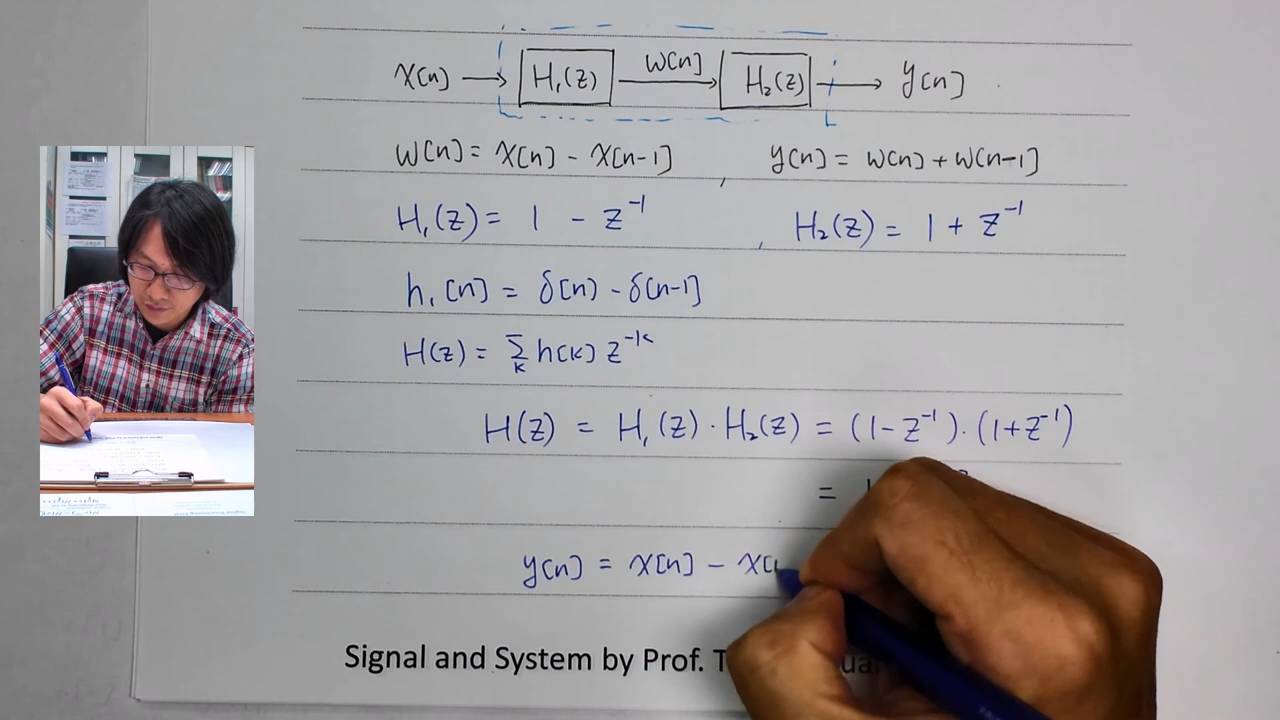 x[n] → H₁(z) w[n] → H₂(z) → y[n]
w[n] = x[n] - x[n-1] , y[n] = w[n] + w[n-1]
H₁(z) = 1 - z⁻¹ , H₂(z) = 1 + z⁻¹
h₁[n] = δ[n] - δ[n-1]
H(z) = Σₖ h[k] z⁻ᵏ
H(z) = H₁(z) · H₂(z) = (1-z⁻¹)·(1+z⁻¹)
= 1
y[n] = x[n] - x[
Signal and System by Prof.